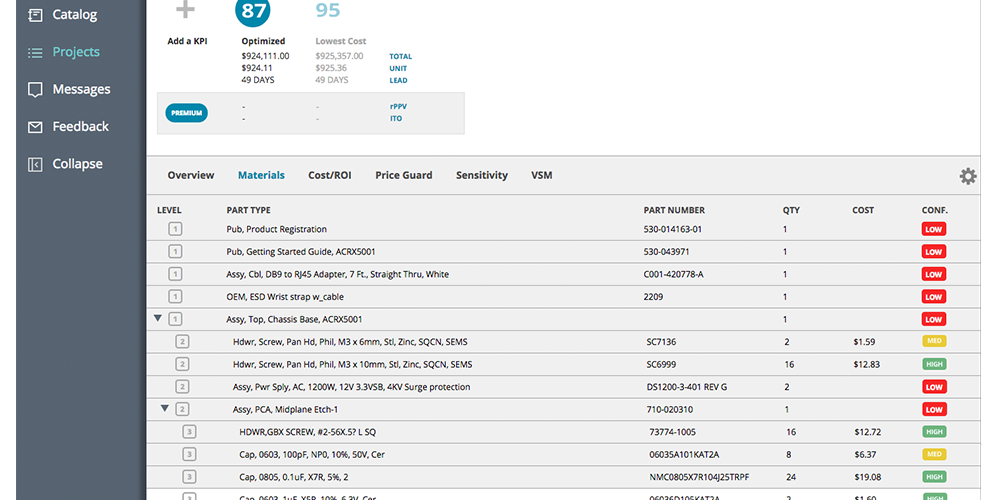 Catalog
Projects
Messages
Feedback
Collapse
87 95
Add a KPI Optimized Lowest Cost
$924,111.00 $925,357.00 TOTAL
$924.11 $925.36 UNIT
49 DAYS 49 DAYS LEAD
PREMIUM
- - rPPV
- - ITO
Overview Materials Cost/ROI Price Guard Sensitivity VSM
LEVEL PART TYPE PART NUMBER QTY COST CONF.
1 Pub, Product Registration 530-014163-01 1 LOW
1 Pub, Getting Started Guide, ACRX5001 530-043971 1 LOW
1 Assy, Cbl, DB9 to RJ45 Adapter, 7 Ft., Straight Thru, White C001-420778-A 1 LOW
1 OEM, ESD Wrist strap w_cable 2209 1 LOW
1 Assy, Top, Chassis Base, ACRX5001 1 LOW
2 Hdwr, Screw, Pan Hd, Phil, M3 x 6mm, Stl, Zinc, SQCN, SEMS SC7136 2 $1.59 MED
2 Hdwr, Screw, Pan Hd, Phil, M3 x 10mm, Stl, Zinc, SQCN, SEMS SC6999 16 $12.83 HIGH
2 Assy, Pwr Sply, AC, 1200W, 12V 3.3VSB, 4KV Surge protection DS1200-3-401 REV G 2 LOW
2 Assy, PCA, Midplane Etch-1 710-020310 1 LOW
3 HDWR,GBX SCREW, #2-56X.5? L SQ 73774-1005 16 $12.72 HIGH
3 Cap, 0603, 100pF, NP0, 10%, 50V, Cer 06035A101KAT2A 8 $6.37 MED
3 Cap, 0805, 0.1uF, X7R, 5%, 2 NMC0805X7R104J25TRPF 24 $19.08 HIGH
3 Cap, 0603, 1uF, X5R, 10%, 6.3V, Cer 06036D105KAT2A 2 $1.60 HIGH